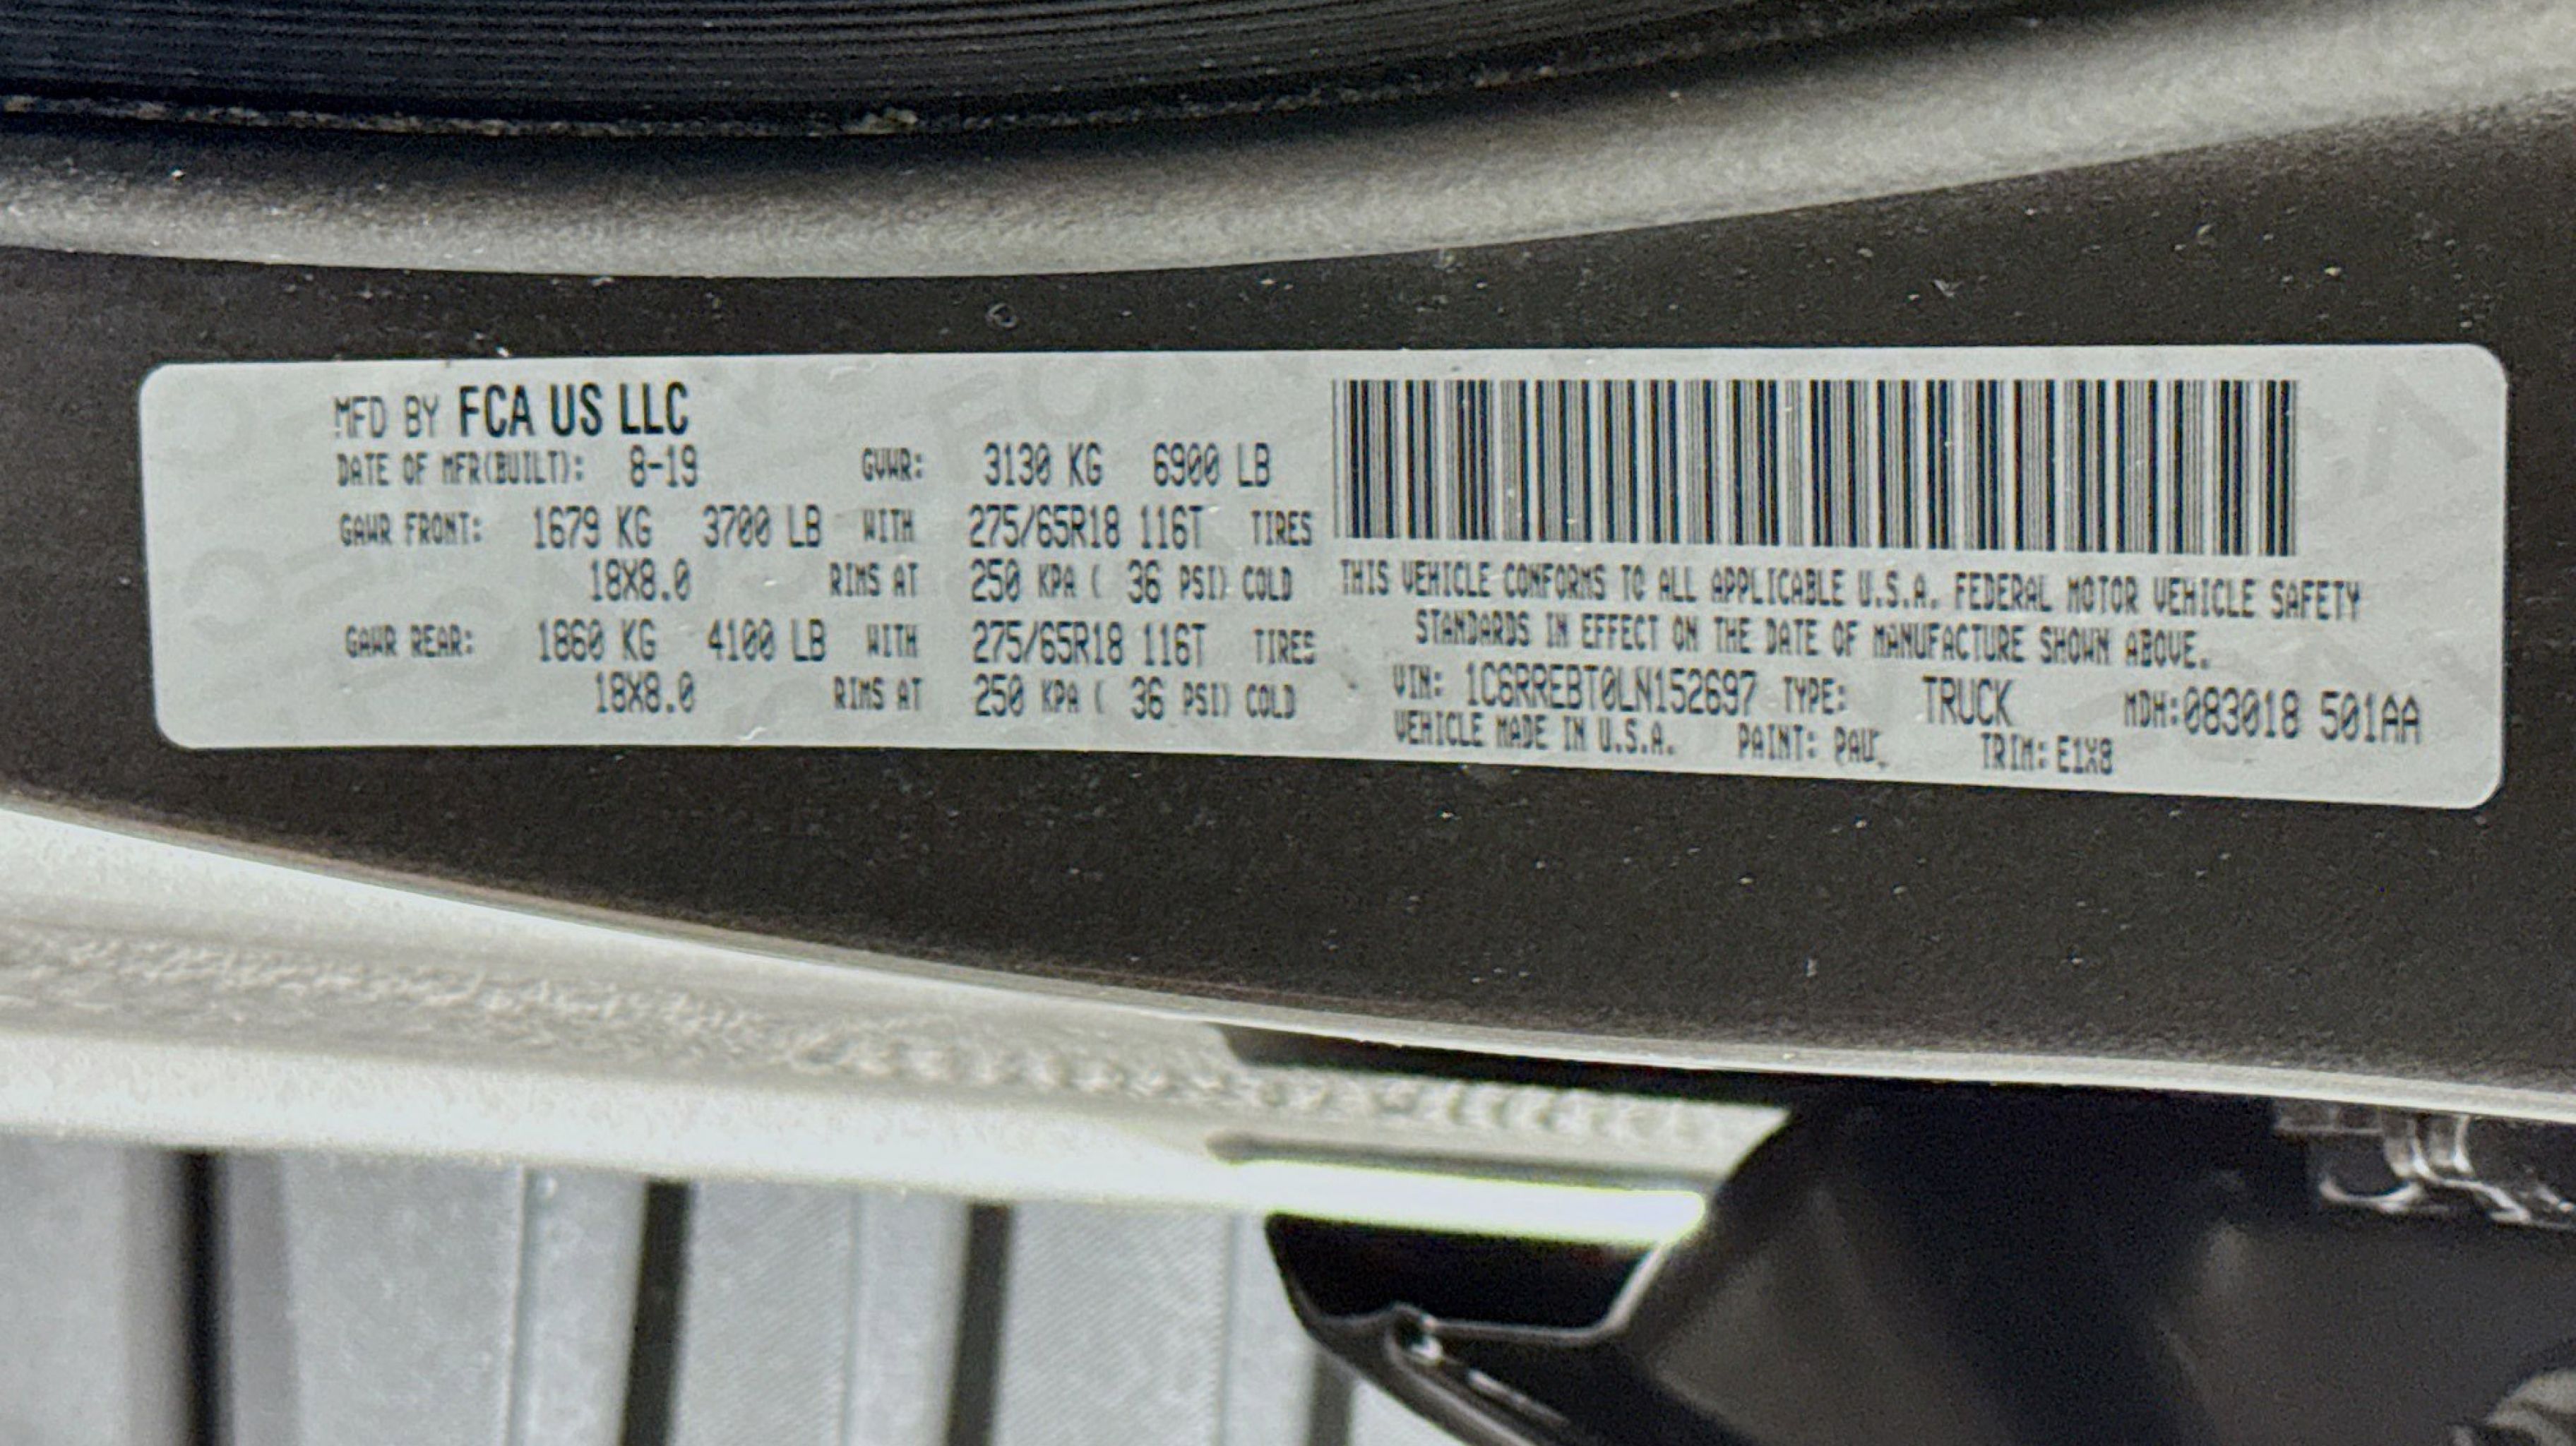 MFD BY FCA US LLC
DATE OF MFR(BUILT): 8-19 GVWR: 3130 KG 6900 LB
GAWR FRONT: 1679 KG 3700 LB WITH 275/65R18 116T TIRES
18X8.0 RIMS AT 250 KPA ( 36 PSI) COLD
GAWR REAR: 1860 KG 4100 LB WITH 275/65R18 116T TIRES
18X8.0 RIMS AT 250 KPA ( 36 PSI) COLD
THIS VEHICLE CONFORMS TO ALL APPLICABLE U.S.A. FEDERAL MOTOR VEHICLE SAFETY
STANDARDS IN EFFECT ON THE DATE OF MANUFACTURE SHOWN ABOVE.
VIN: 1C6RREBT0LN152697 TYPE: TRUCK MDH:083018 501AA
VEHICLE MADE IN U.S.A. PAINT: PAU TRIM: E1X8